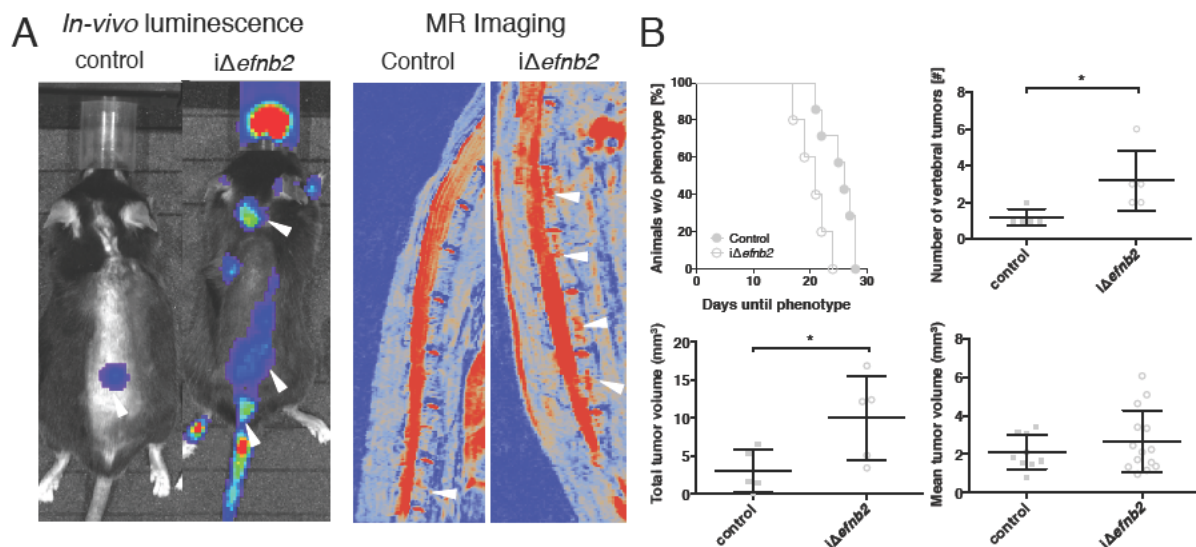 A
In-vivo luminescence
control
iΔefnb2
MR Imaging
Control
iΔefnb2
B
Animals w/o phenotype [%]
100
80
60
40
20
0
0
10
20
30
Control
iΔefnb2
Days until phenotype
Number of vertebral tumors [#]
8
6
4
2
0
*
control
iΔefnb2
Total tumor volume (mm³)
20
15
10
5
0
*
control
iΔefnb2
Mean tumor volume (mm³)
8
6
4
2
0
control
iΔefnb2